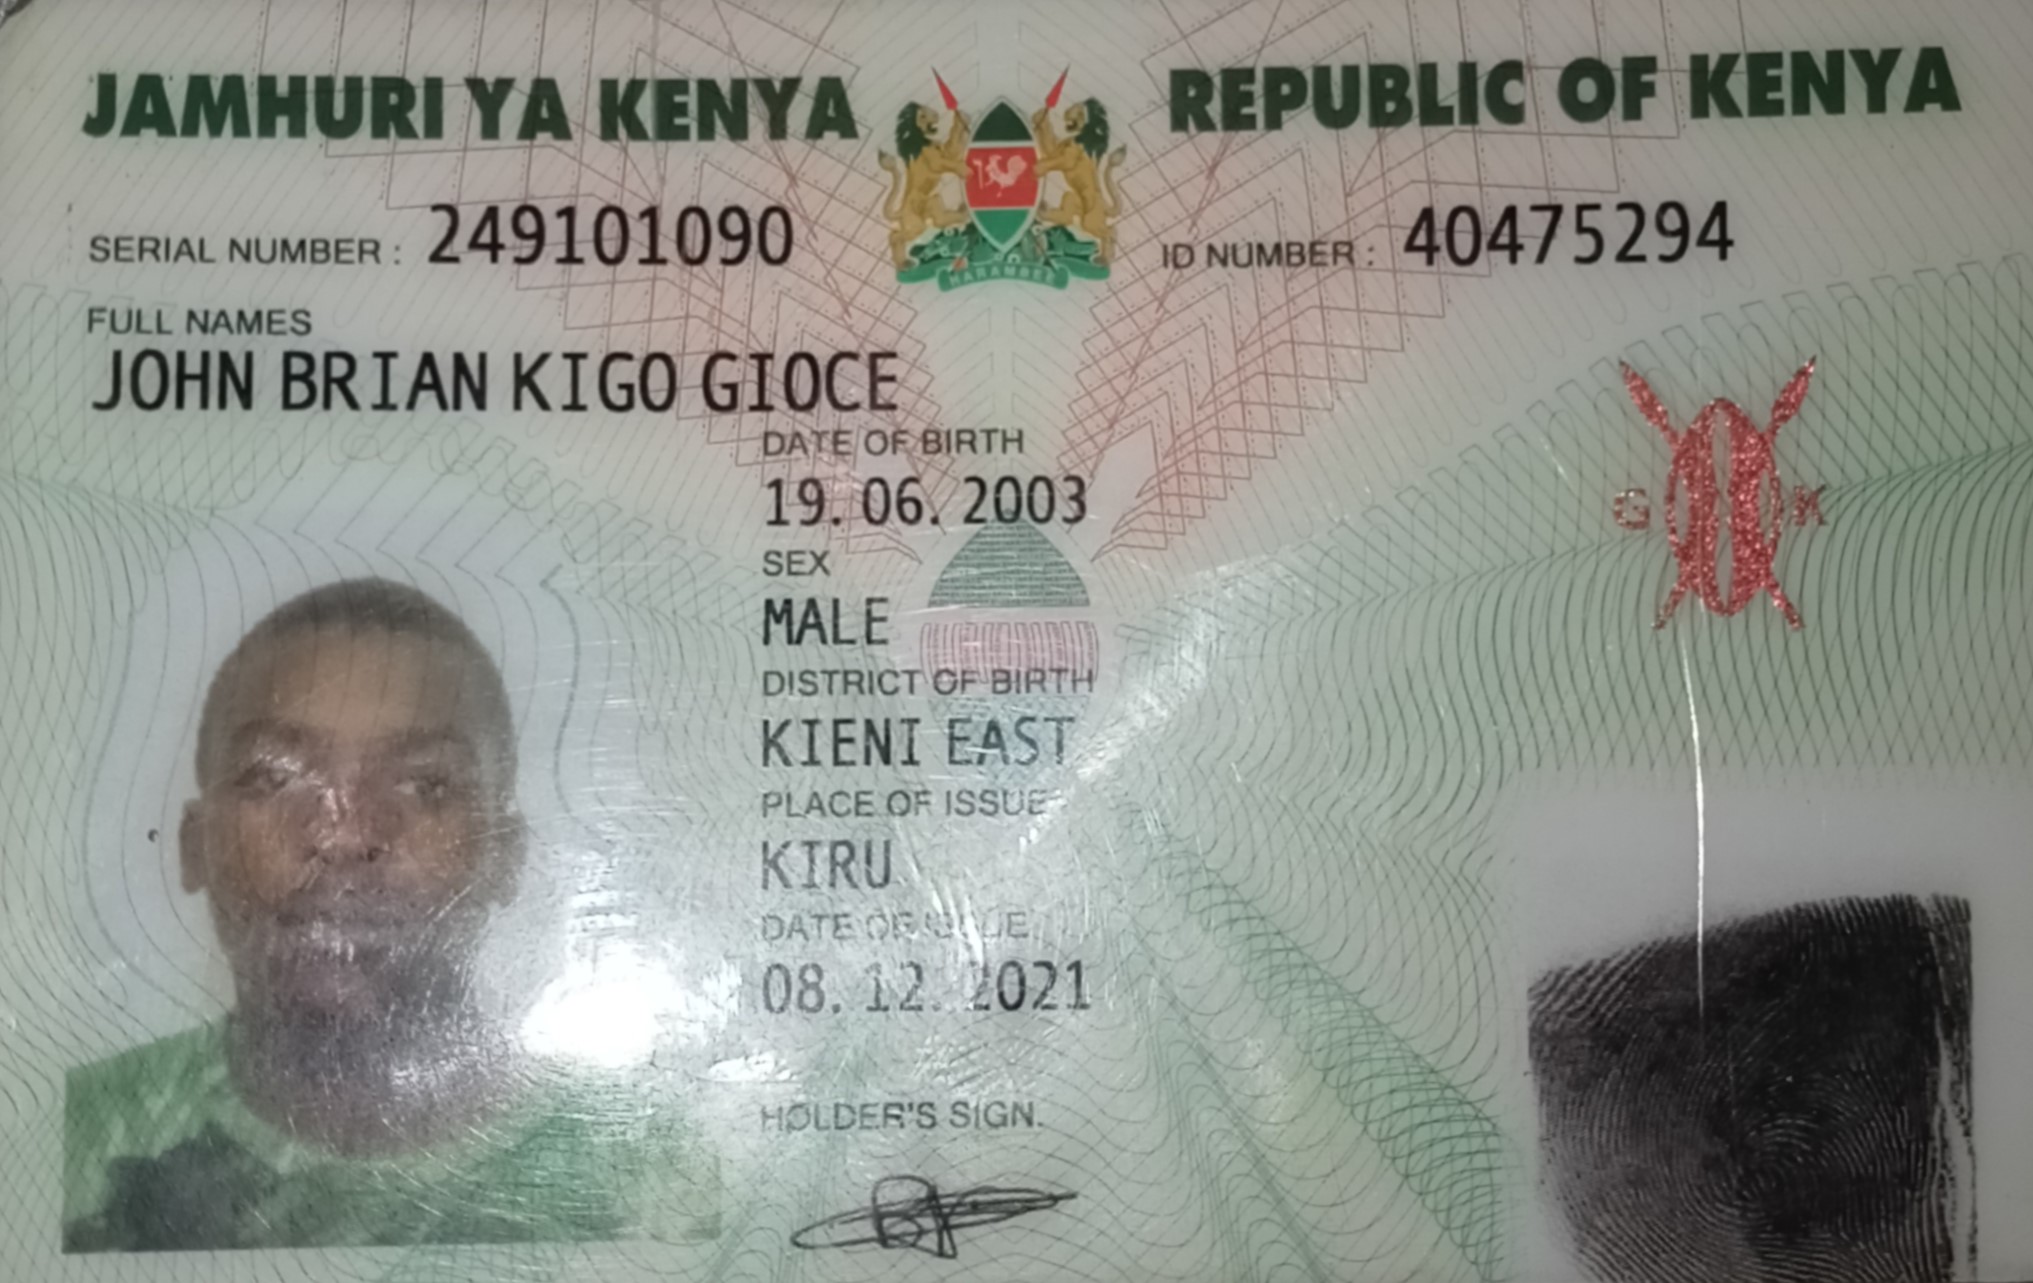 JAMHURI YA KENYA
REPUBLIC OF KENYA
SERIAL NUMBER : 249101090
ID NUMBER : 40475294
HARAMBEE
FULL NAMES
JOHN BRIAN KIGO GIOCE
DATE OF BIRTH
19.06.2003
SEX
MALE
G K
DISTRICT OF BIRTH
KIENI EAST
PLACE OF ISSUE
KIRU
DATE OF ISSUE
08.12.2021
HOLDER'S SIGN.